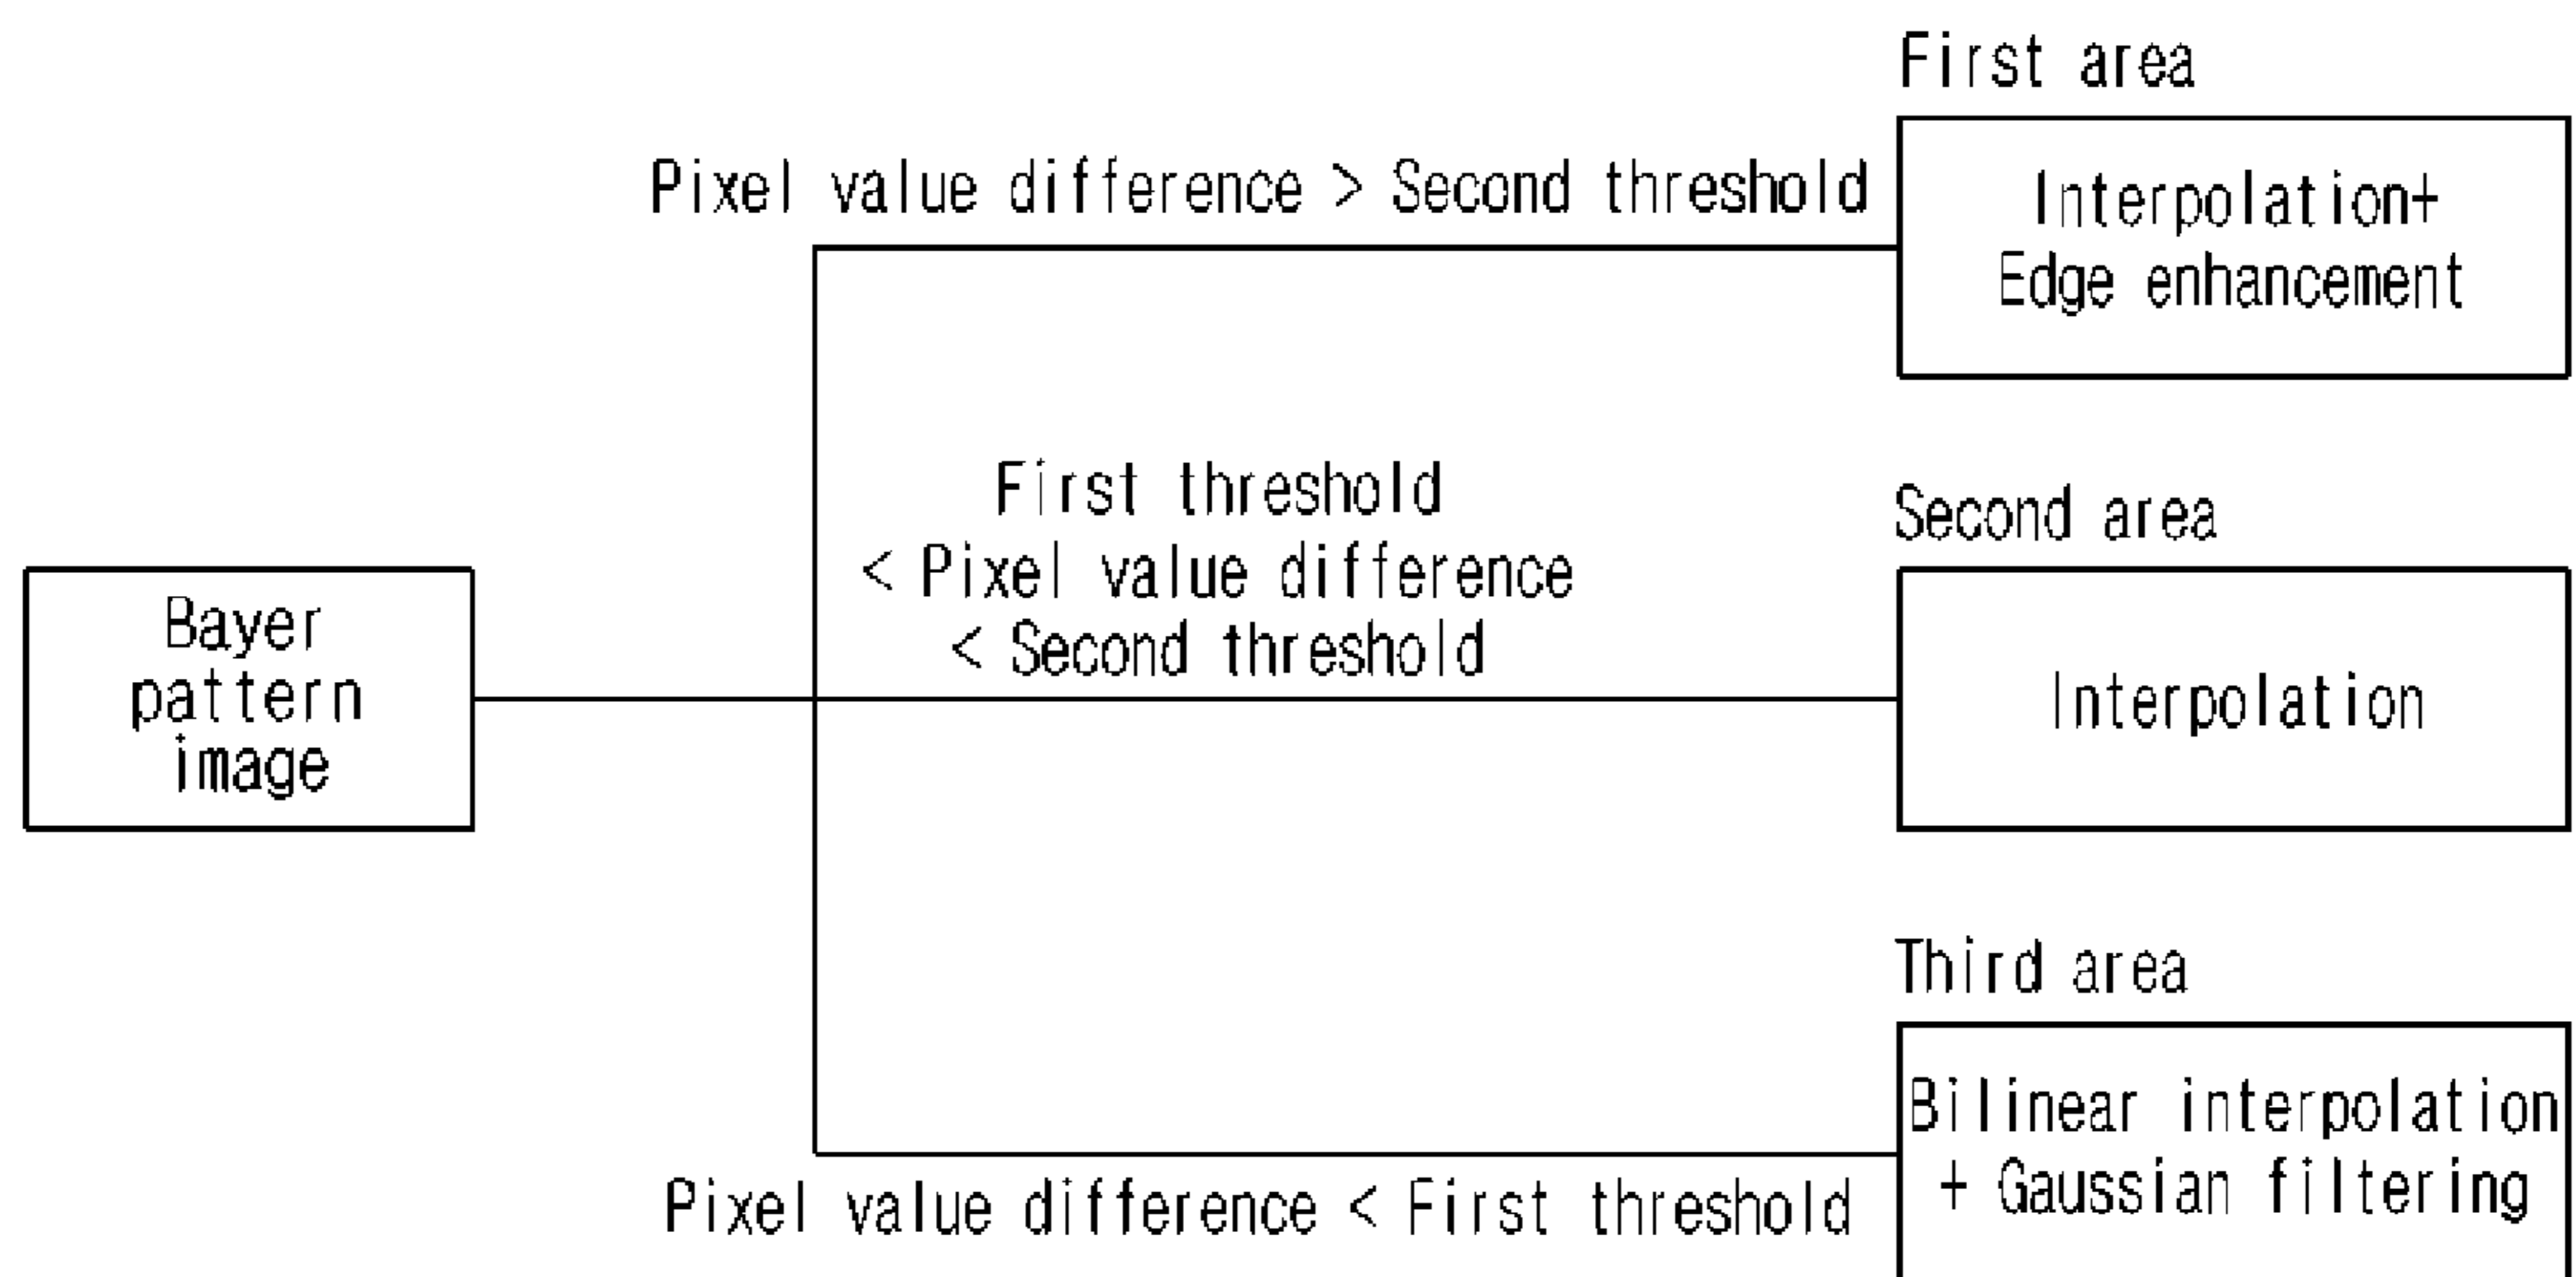 First area
Pixel value difference > Second threshold
Interpolation+
Edge enhancement
First threshold
< Pixel value difference
< Second threshold
Second area
Bayer
pattern
image
Interpolation
Third area
Bilinear interpolation
+ Gaussian filtering
Pixel value difference < First threshold